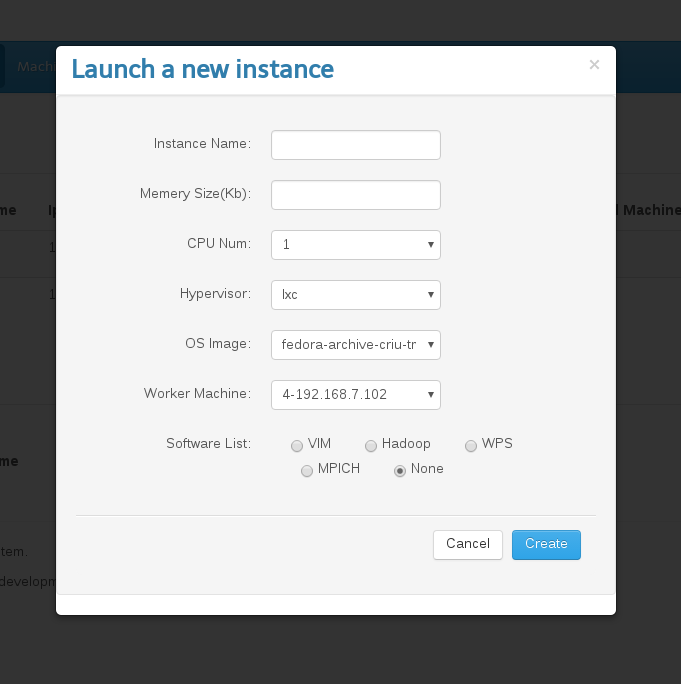 Machi
Launch a new instance
×
Instance Name:
Memery Size(Kb):
me
d Machine
CPU Num:
1
1
Hypervisor:
lxc
1
OS Image:
fedora-archive-criu-tr
Worker Machine:
4-192.168.7.102
Software List:
VIM
Hadoop
WPS
me
MPICH
None
Cancel
Create
tem.
developm